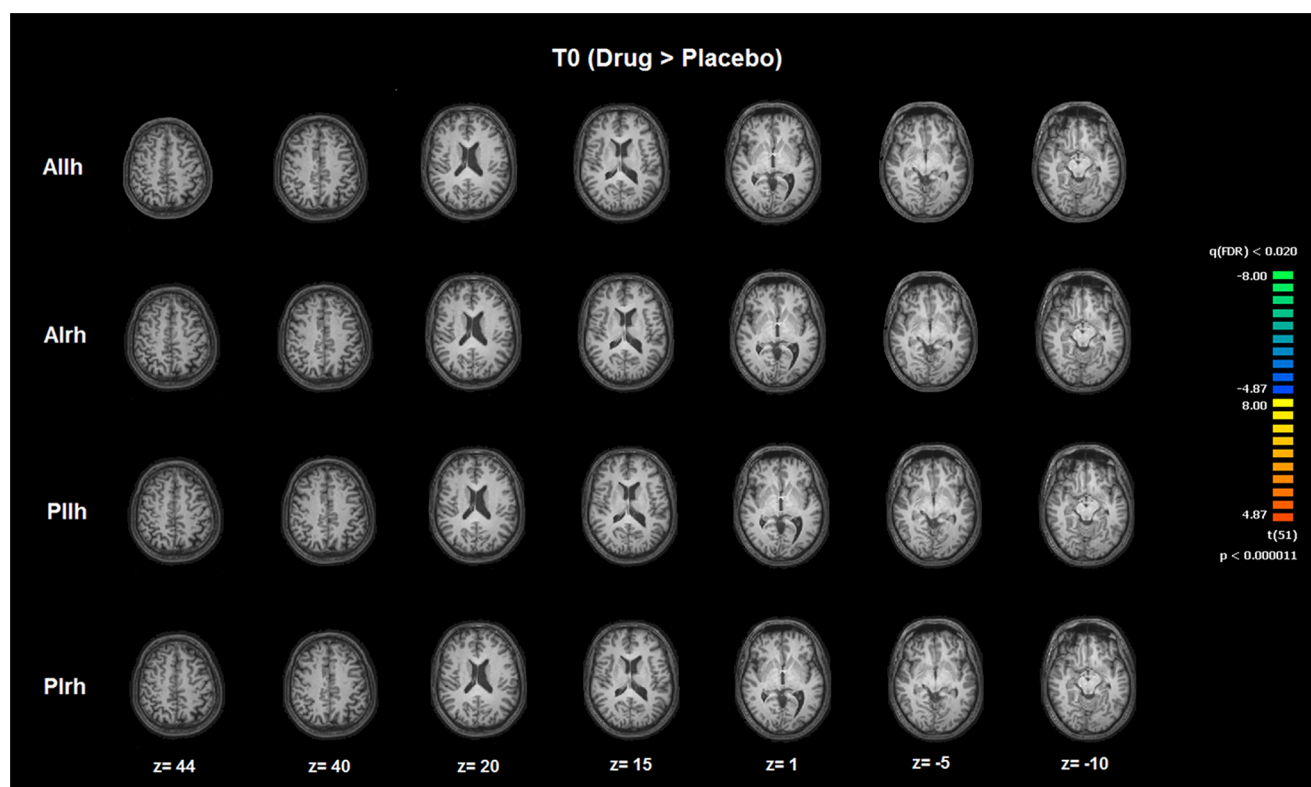 T0 (Drug > Placebo)
AIlh
AIrh
PIlh
PIrh
q(FDR) < 0.020
-8.00
-4.87
8.00
4.87
t(51)
p < 0.000011
z= 44 z= 40 z= 20 z= 15 z= 1 z= -5 z= -10